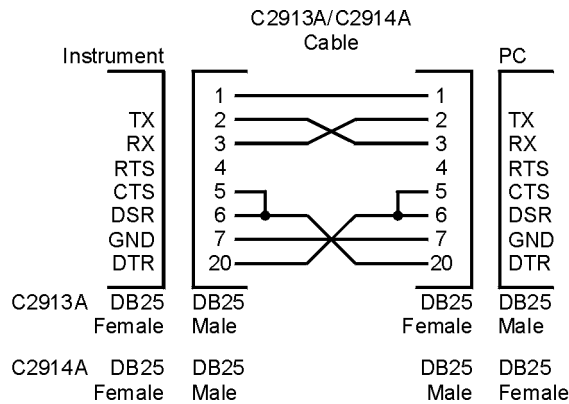 C2913A/C2914A
Cable
Instrument PC
1 1
TX 2 2 TX
RX 3 3 RX
RTS 4 4 RTS
CTS 5 5 CTS
DSR 6 6 DSR
GND 7 7 GND
DTR 20 20 DTR
C2913A DB25 DB25 DB25 DB25
Female Male Female Male
C2914A DB25 DB25 DB25 DB25
Female Male Male Female